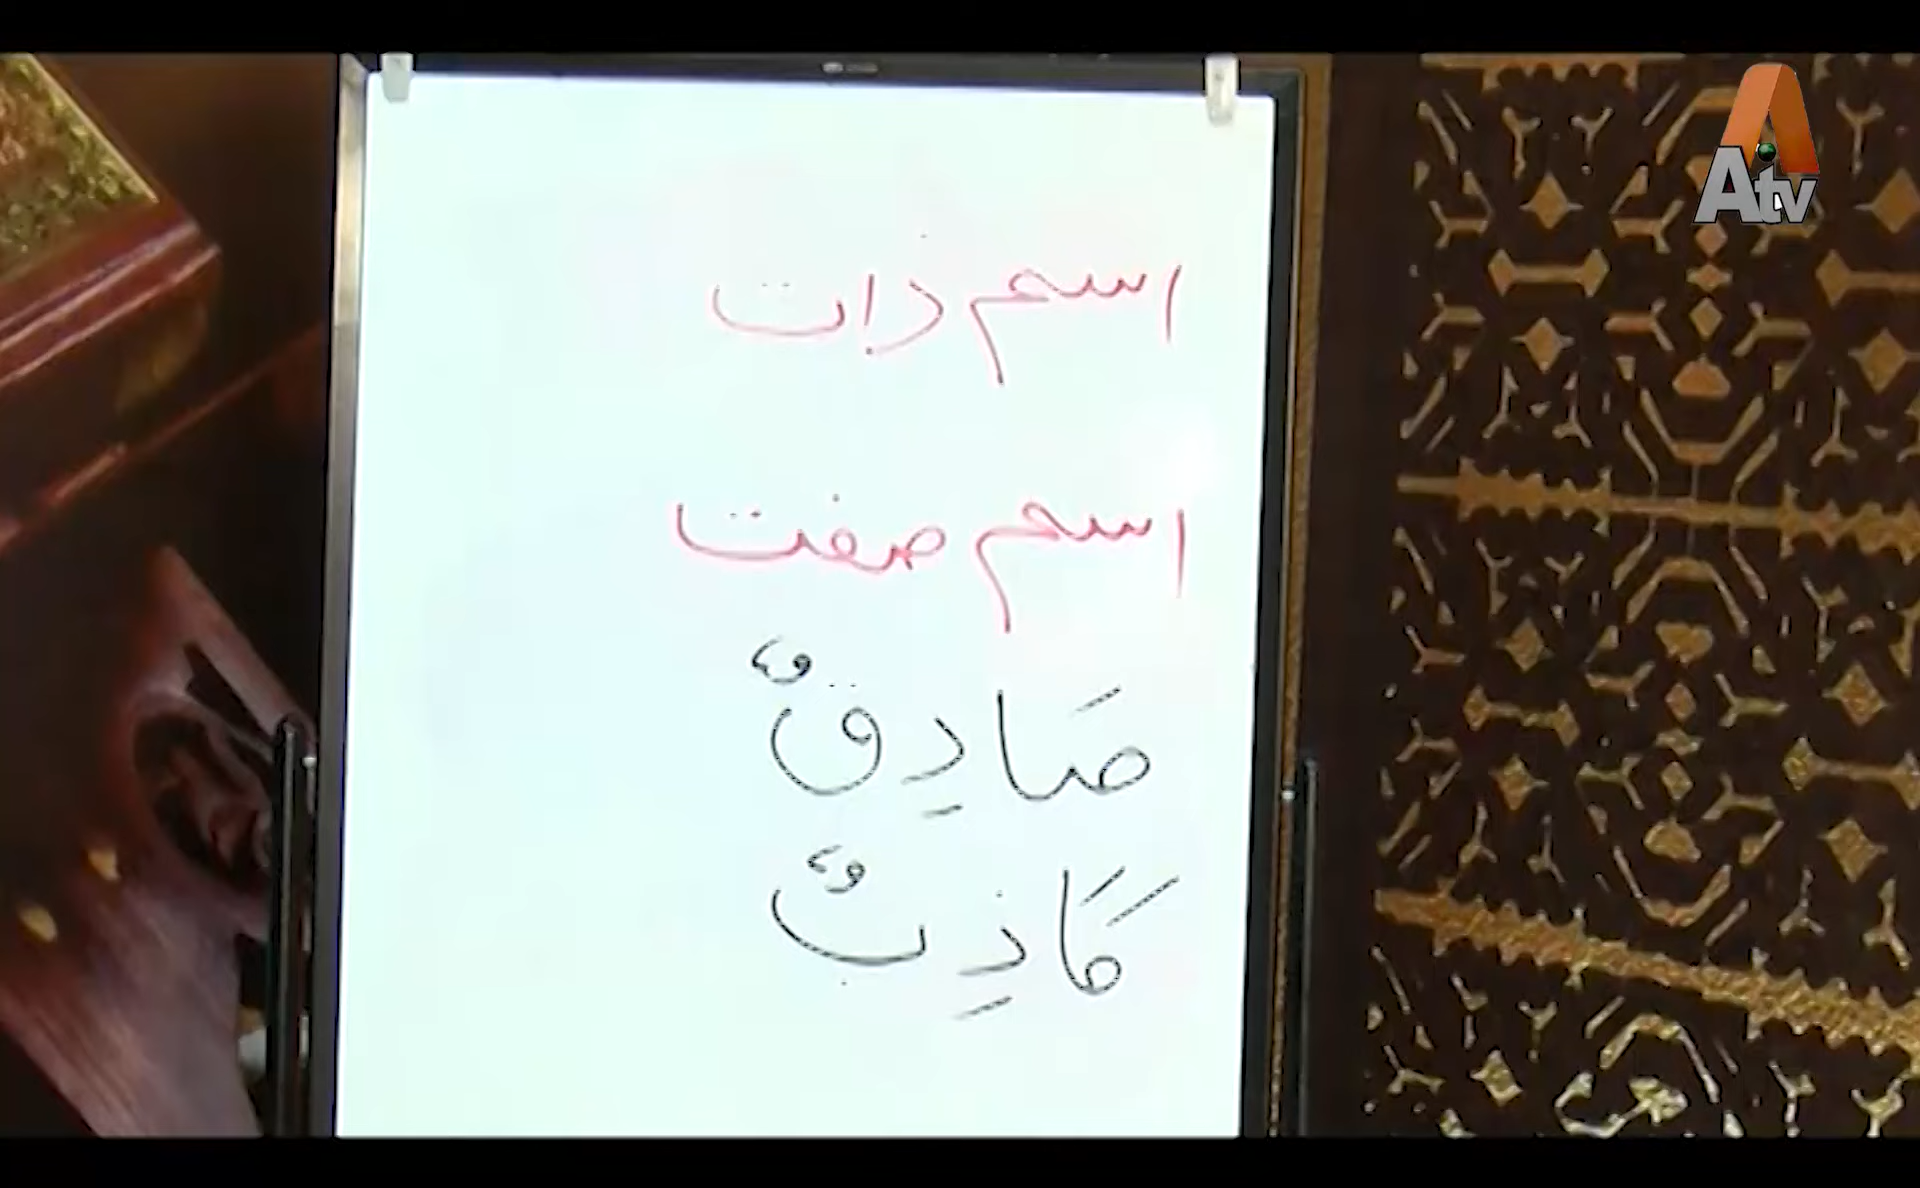 Atv
اسم ذات
اسم صفت
صَادِقٌ
كَاذِبٌ